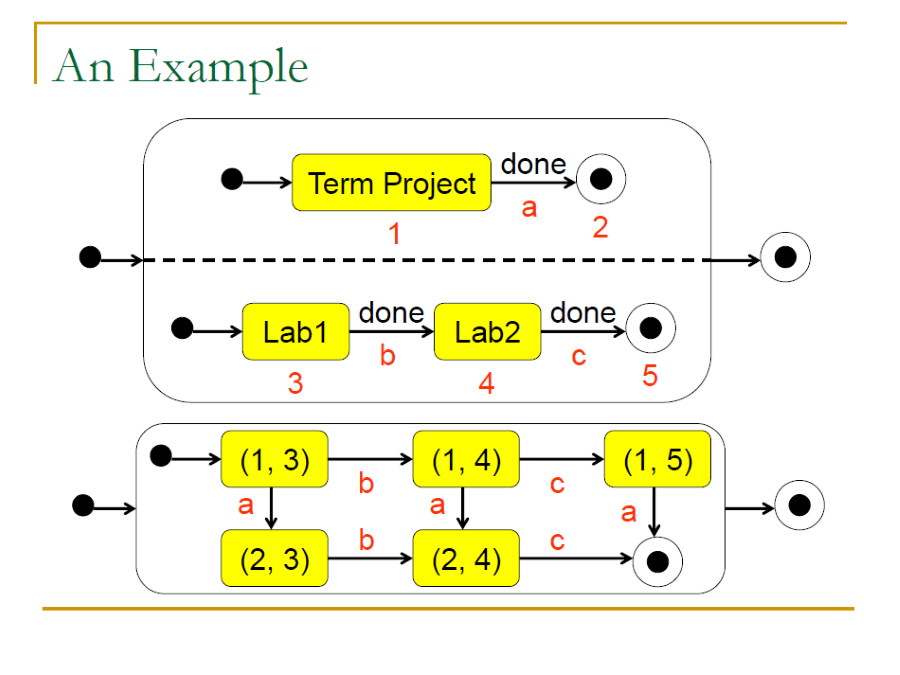 An Example
done
Term Project
a
1
2
done
done
Lab1
Lab2
b
c
3
4
5
(1, 3)
(1, 4)
(1, 5)
b
c
a
a
a
b
c
(2, 3)
(2, 4)